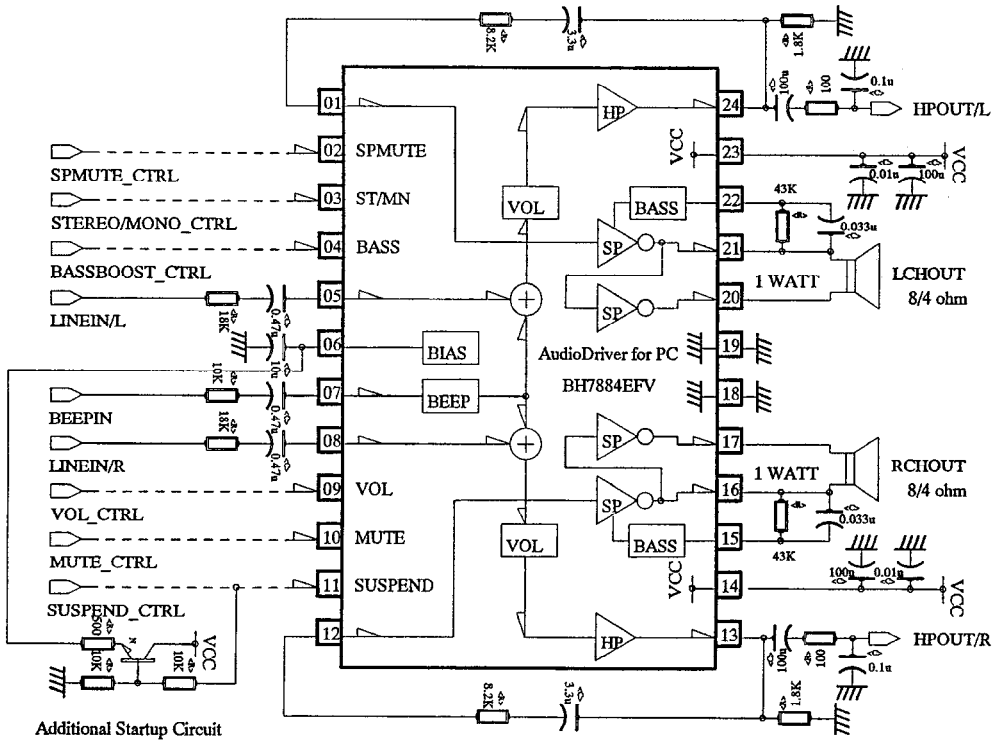 8.2K
3.3u
1.8K
100u
100
0.1u
HPOUT/L
01
24
HP
VCC
23
VCC
0.01u
100u
02
SPMUTE
SPMUTE_CTRL
03
ST/MN
STEREO/MONO_CTRL
VOL
BASS
22
43K
0.033u
04
BASS
BASSBOOST_CTRL
SP
21
1 WATT
LCHOUT
8/4 ohm
05
LINEIN/L
18K
0.47u
SP
20
06
10u
BIAS
AudioDriver for PC
BH7884EFV
19
18
10K
07
BEEPIN
0.47u
BEEP
18K
08
LINEIN/R
0.47u
SP
17
09
VOL
VOL_CTRL
SP
16
1 WATT
RCHOUT
8/4 ohm
0.033u
10
MUTE
MUTE_CTRL
VOL
BASS
15
43K
11
SUSPEND
SUSPEND_CTRL
VCC
14
100u
0.01u
VCC
500
N
VCC
12
HP
13
HPOUT/R
100u
100
0.1u
10K
10K
8.2K
3.3u
1.8K
Additional Startup Circuit